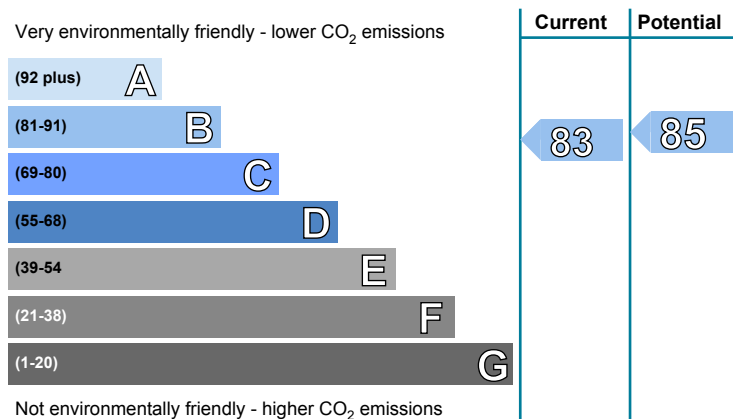 Current Potential
Very environmentally friendly - lower CO₂ emissions
(92 plus) A
(81-91) B
83 85
(69-80) C
(55-68) D
(39-54 E
(21-38) F
(1-20) G
Not environmentally friendly - higher CO₂ emissions